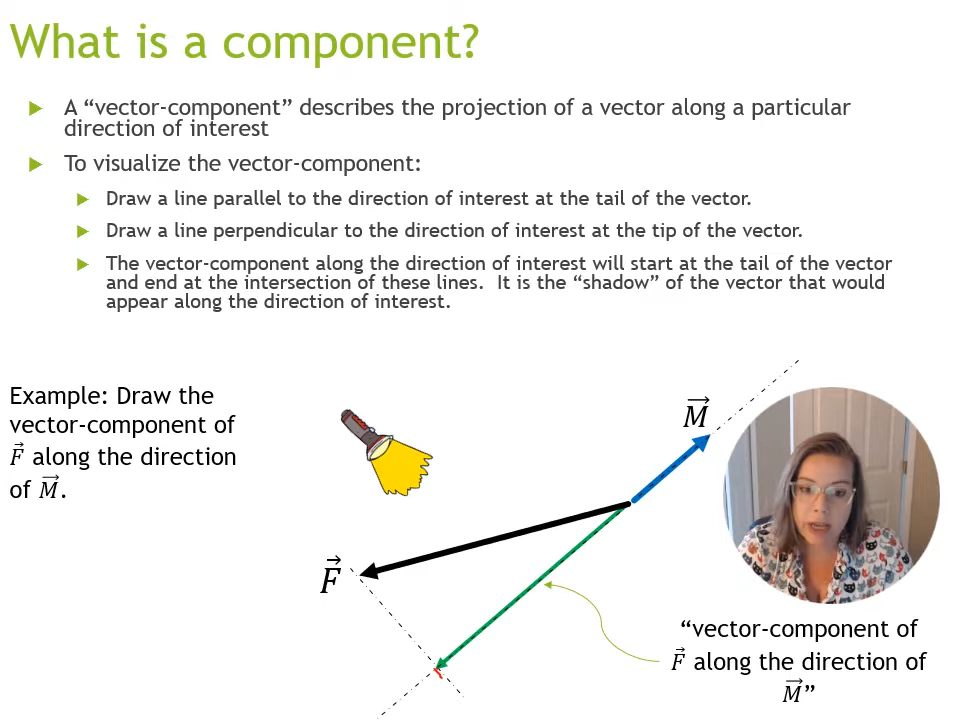 What is a component?
A “vector-component” describes the projection of a vector along a particular
direction of interest
To visualize the vector-component:
Draw a line parallel to the direction of interest at the tail of the vector.
Draw a line perpendicular to the direction of interest at the tip of the vector.
The vector-component along the direction of interest will start at the tail of the vector
and end at the intersection of these lines.  It is the “shadow” of the vector that would
appear along the direction of interest.
Example: Draw the
vector-component of
F⃗ along the direction
of M⃗.
M⃗
F⃗
“vector-component of
F⃗ along the direction of
M⃗”